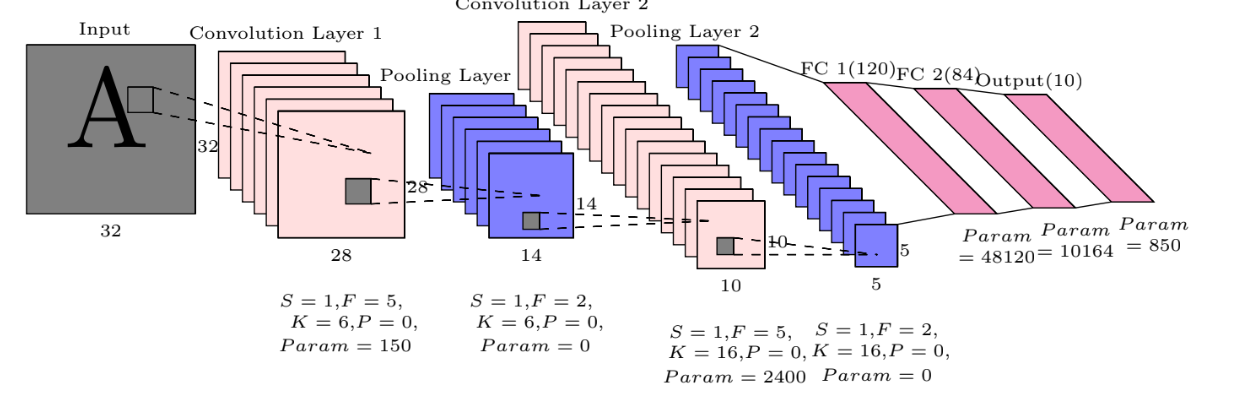 Convolution Layer 2
Input
Convolution Layer 1
Pooling Layer 2
Pooling Layer
FC 1(120)
FC 2(84)
Output(10)
A
32
32
28
28
14
14
10
10
5
5
Param
= 48120
Param
= 10164
Param
= 850
S = 1,F = 5,
K = 6,P = 0,
Param = 150
S = 1,F = 2,
K = 6,P = 0,
Param = 0
S = 1,F = 5,
K = 16,P = 0,
Param = 2400
S = 1,F = 2,
K = 16,P = 0,
Param = 0